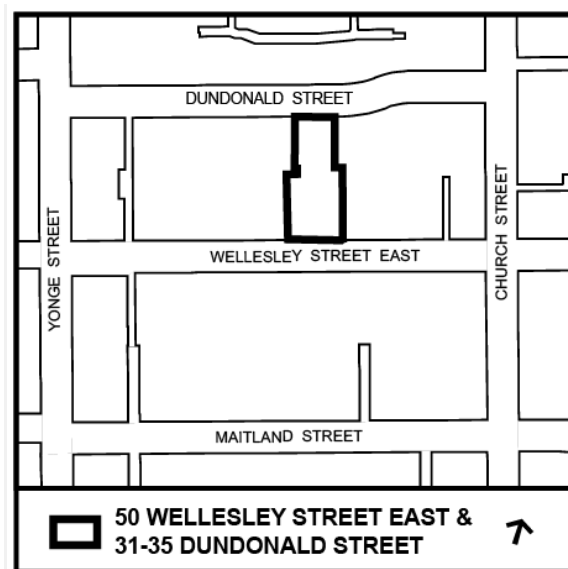 DUNDONALD STREET
YONGE STREET
CHURCH STREET
WELLESLEY STREET EAST
MAITLAND STREET
50 WELLESLEY STREET EAST &
31-35 DUNDONALD STREET